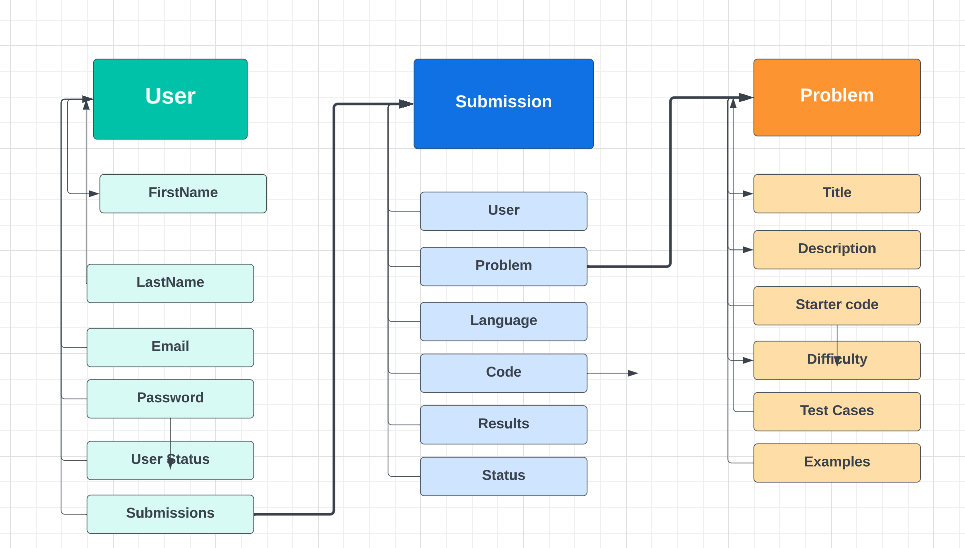 User
FirstName
LastName
Email
Password
User Status
Submissions
Submission
User
Problem
Language
Code
Results
Status
Problem
Title
Description
Starter code
Difficulty
Test Cases
Examples